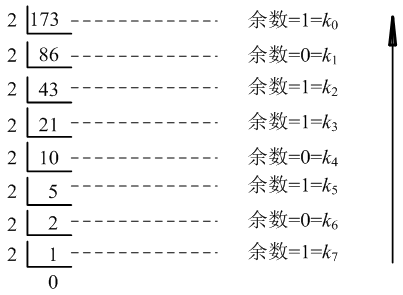 2 173 余数=1=k₀
2 86 余数=0=k₁
2 43 余数=1=k₂
2 21 余数=1=k₃
2 10 余数=0=k₄
2 5 余数=1=k₅
2 2 余数=0=k₆
2 1 余数=1=k₇
0